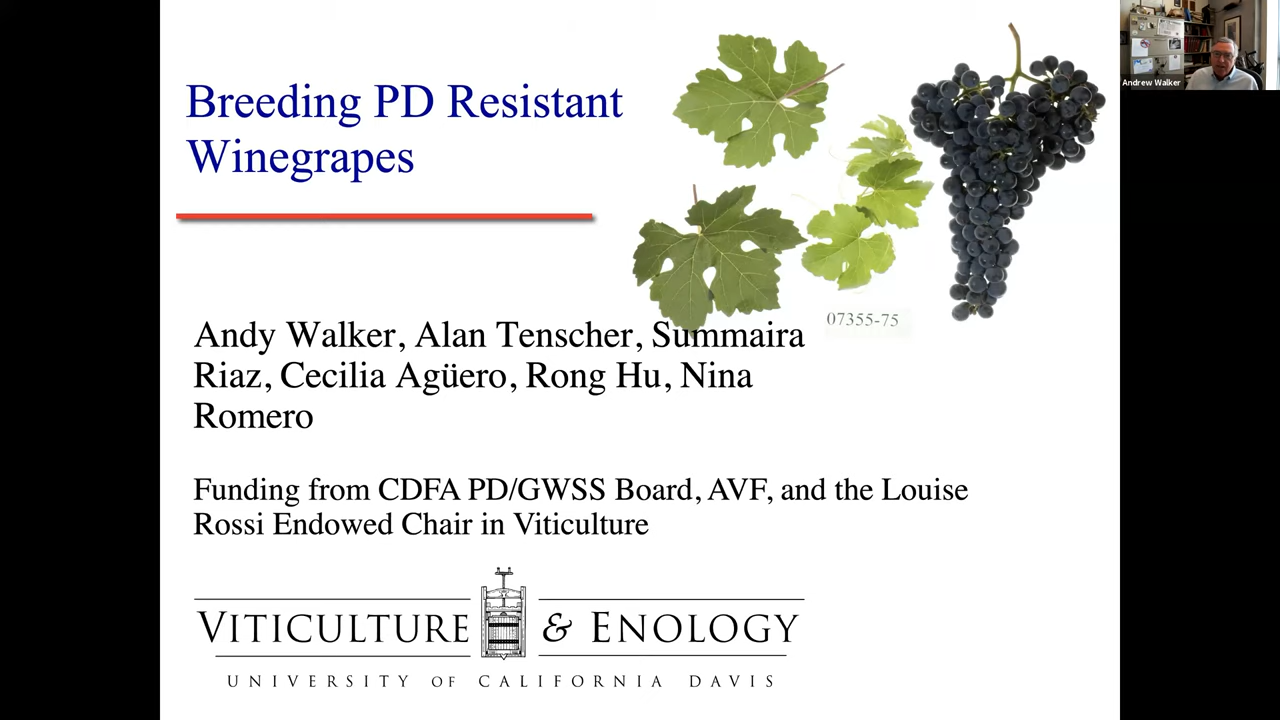 Breeding PD Resistant
Winegrapes
07355-75
Andy Walker, Alan Tenscher, Summaira
Riaz, Cecilia Agüero, Rong Hu, Nina
Romero
Funding from CDFA PD/GWSS Board, AVF, and the Louise
Rossi Endowed Chair in Viticulture
VITICULTURE & ENOLOGY
UNIVERSITY OF CALIFORNIA DAVIS
Andrew Walker